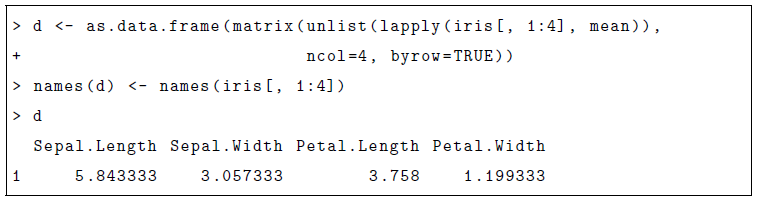 > d <- as.data.frame(matrix(unlist(lapply(iris[, 1:4], mean)),
+                             ncol=4, byrow=TRUE))
> names(d) <- names(iris[, 1:4])
> d
  Sepal.Length Sepal.Width Petal.Length Petal.Width
1     5.843333    3.057333        3.758    1.199333